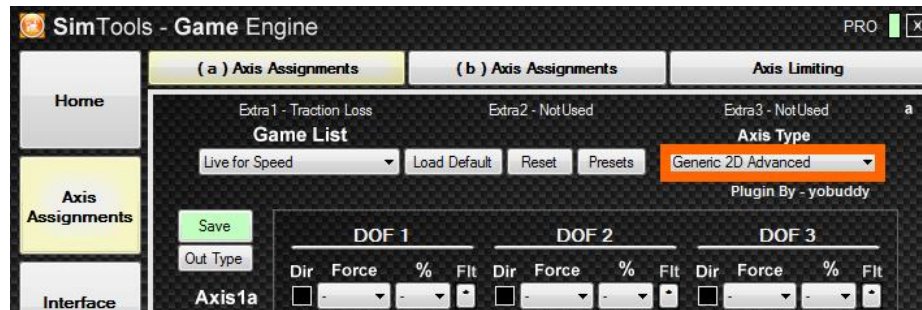 SimTools - Game Engine PRO X
( a ) Axis Assignments ( b ) Axis Assignments Axis Limiting
Home
Extra1 - Traction Loss Extra2 - NotUsed Extra3 - NotUsed a
Game List Axis Type
Live for Speed Load Default Reset Presets Generic 2D Advanced
Plugin By - yobuddy
Axis
Assignments
Save
DOF 1 DOF 2 DOF 3
Out Type
Dir Force % Flt Dir Force % Flt Dir Force % Flt
Interface
Axis1a - - - - - - - - -